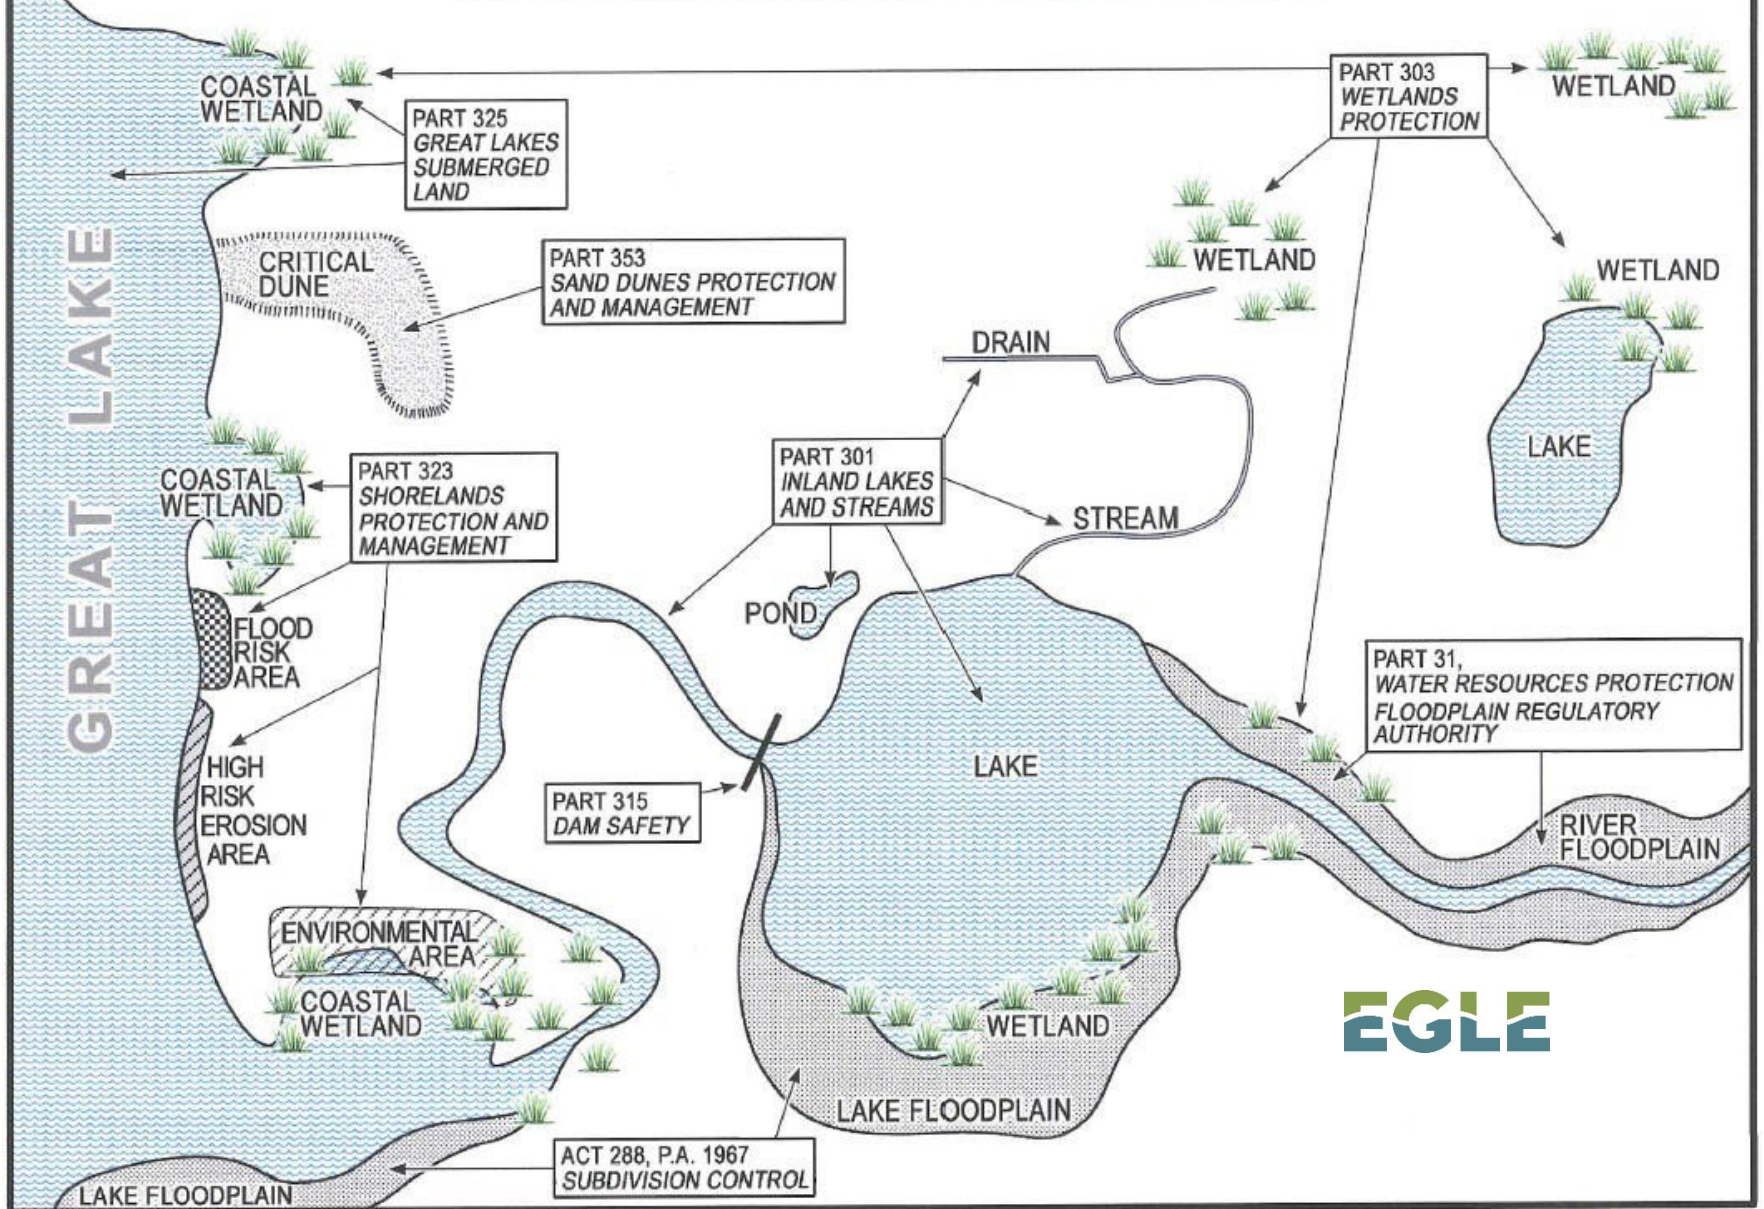 COASTAL
WETLAND
PART 325
GREAT LAKES
SUBMERGED
LAND
PART 303
WETLANDS
PROTECTION
WETLAND
GREAT LAKE
CRITICAL
DUNE
PART 353
SAND DUNES PROTECTION
AND MANAGEMENT
WETLAND
WETLAND
DRAIN
LAKE
COASTAL
WETLAND
PART 323
SHORELANDS
PROTECTION AND
MANAGEMENT
PART 301
INLAND LAKES
AND STREAMS
STREAM
POND
FLOOD
RISK
AREA
PART 31,
WATER RESOURCES PROTECTION
FLOODPLAIN REGULATORY
AUTHORITY
HIGH
RISK
EROSION
AREA
LAKE
PART 315
DAM SAFETY
RIVER
FLOODPLAIN
ENVIRONMENTAL
AREA
COASTAL
WETLAND
WETLAND
EGLE
LAKE FLOODPLAIN
ACT 288, P.A. 1967
SUBDIVISION CONTROL
LAKE FLOODPLAIN